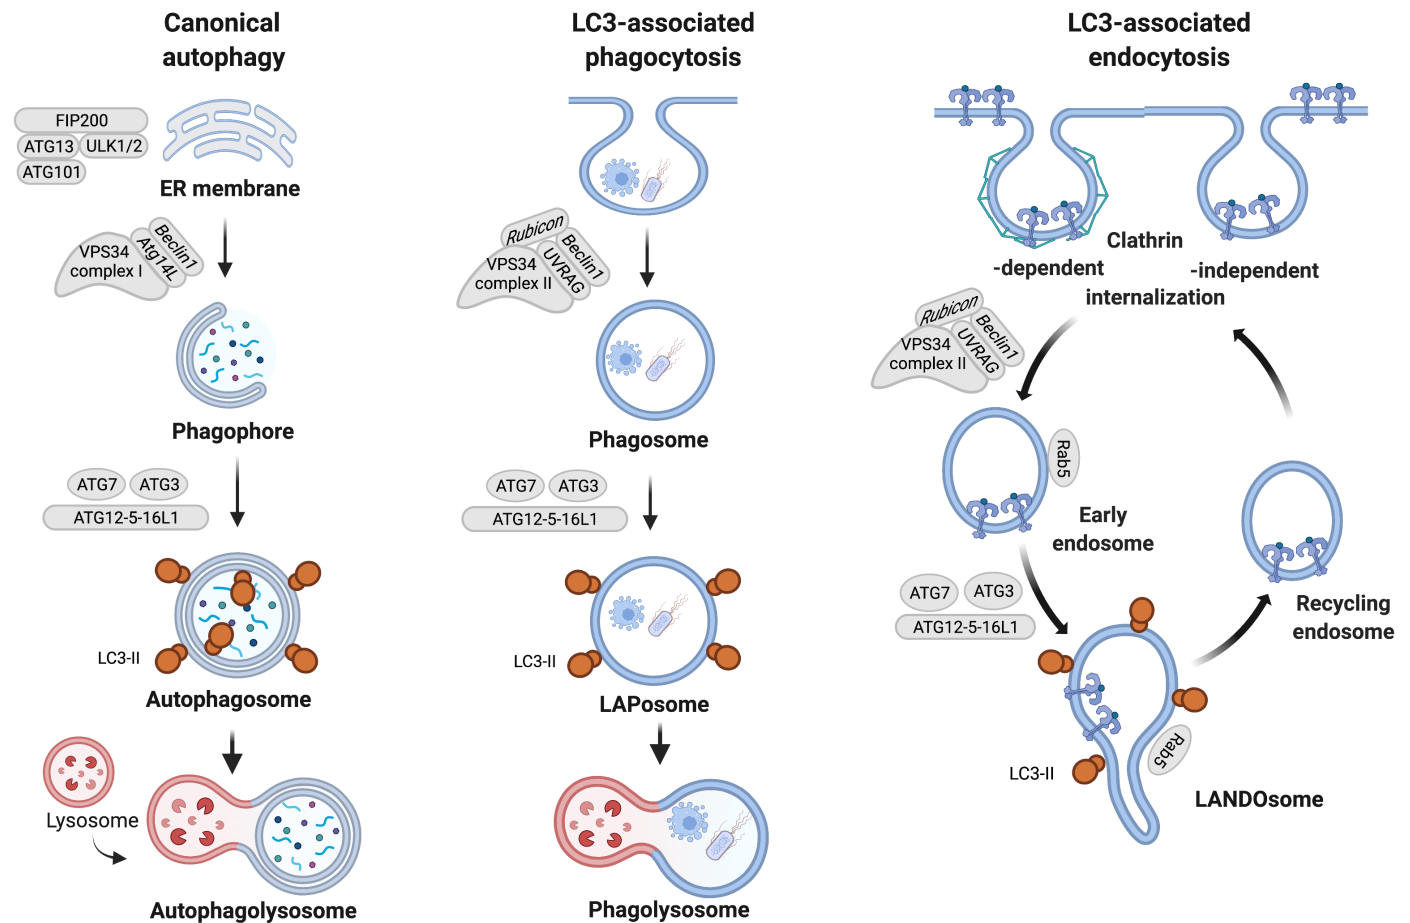 Canonical
autophagy
FIP200
ATG13
ULK1/2
ATG101
ER membrane
VPS34
complex I
Atg14L
Beclin1
Phagophore
ATG7
ATG3
ATG12-5-16L1
LC3-II
Autophagosome
Lysosome
Autophagolysosome
LC3-associated
phagocytosis
Rubicon
VPS34
complex II
UVRAG
Beclin1
Phagosome
ATG7
ATG3
ATG12-5-16L1
LC3-II
LAPosome
Phagolysosome
LC3-associated
endocytosis
Clathrin
-dependent
-independent
internalization
Rubicon
VPS34
complex II
UVRAG
Beclin1
Rab5
Early
endosome
ATG7
ATG3
ATG12-5-16L1
Recycling
endosome
Rab5
LC3-II
LANDOsome